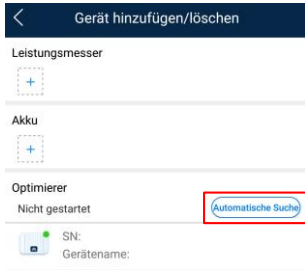 Gerät hinzufügen/löschen
Leistungsmesser
+
Akku
+
Optimierer
Nicht gestartet Automatische Suche
SN:
Gerätename: